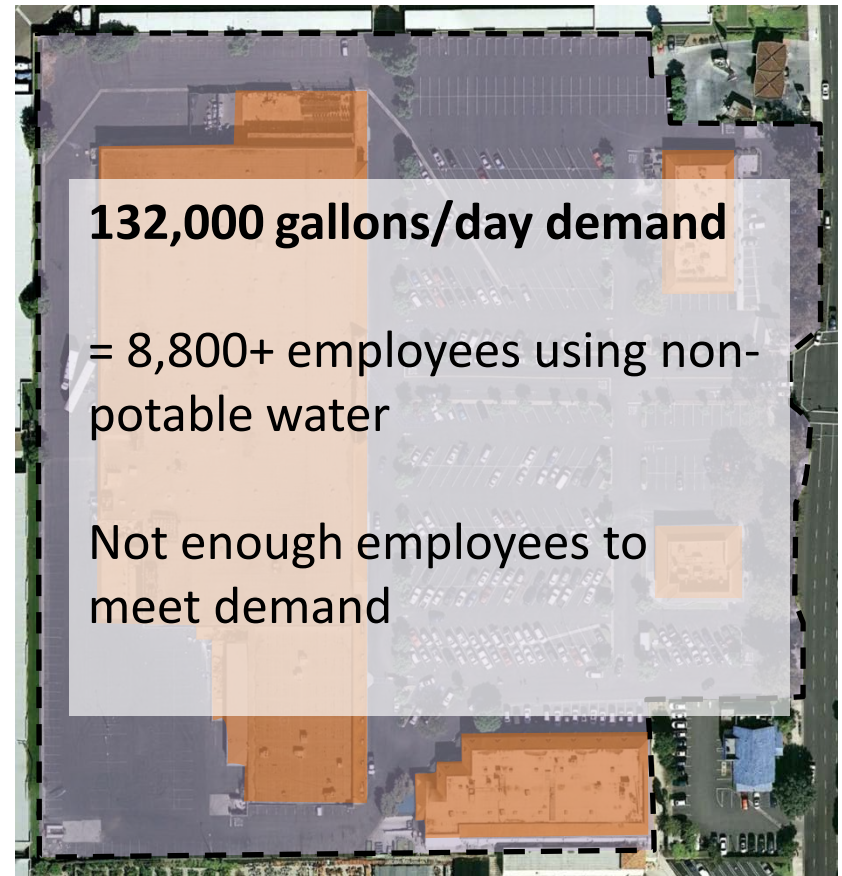 132,000 gallons/day demand
= 8,800+ employees using non-
potable water
Not enough employees to
meet demand